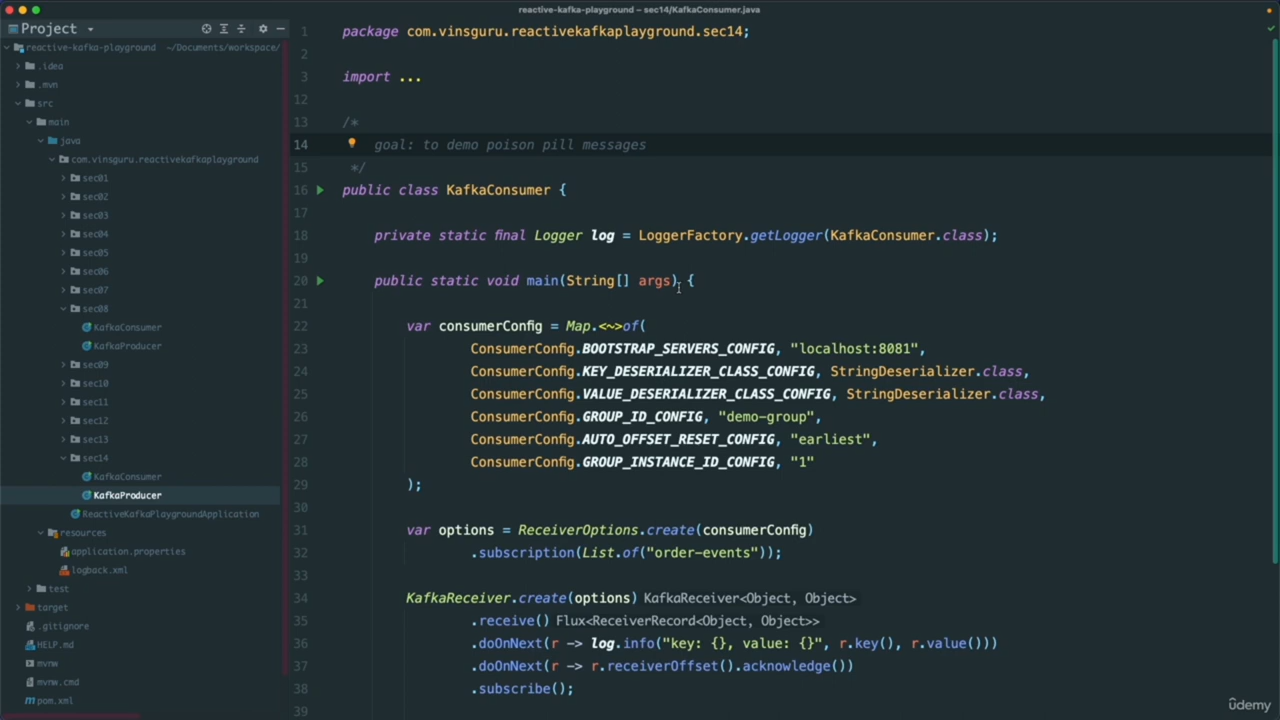 reactive-kafka-playground – sec14/KafkaConsumer.java
Project
reactive-kafka-playground ~/Documents/workspace/
.idea
.mvn
src
main
java
com.vinsguru.reactivekafkaplayground
sec01
sec02
sec03
sec04
sec05
sec06
sec07
sec08
KafkaConsumer
KafkaProducer
sec09
sec10
sec11
sec12
sec13
sec14
KafkaConsumer
KafkaProducer
ReactiveKafkaPlaygroundApplication
resources
application.properties
logback.xml
test
target
.gitignore
HELP.md
mvnw
mvnw.cmd
pom.xml
1 package com.vinsguru.reactivekafkaplayground.sec14;
2
3 import ...
12
13 /*
14 goal: to demo poison pill messages
15 */
16 public class KafkaConsumer {
17
18 private static final Logger log = LoggerFactory.getLogger(KafkaConsumer.class);
19
20 public static void main(String[] args) {
21
22 var consumerConfig = Map.<~>of(
23 ConsumerConfig.BOOTSTRAP_SERVERS_CONFIG, "localhost:8081",
24 ConsumerConfig.KEY_DESERIALIZER_CLASS_CONFIG, StringDeserializer.class,
25 ConsumerConfig.VALUE_DESERIALIZER_CLASS_CONFIG, StringDeserializer.class,
26 ConsumerConfig.GROUP_ID_CONFIG, "demo-group",
27 ConsumerConfig.AUTO_OFFSET_RESET_CONFIG, "earliest",
28 ConsumerConfig.GROUP_INSTANCE_ID_CONFIG, "1"
29 );
30
31 var options = ReceiverOptions.create(consumerConfig)
32 .subscription(List.of("order-events"));
33
34 KafkaReceiver.create(options) KafkaReceiver<Object, Object>
35 .receive() Flux<ReceiverRecord<Object, Object>>
36 .doOnNext(r -> log.info("key: {}, value: {}", r.key(), r.value()))
37 .doOnNext(r -> r.receiverOffset().acknowledge())
38 .subscribe();
39
ûdemy